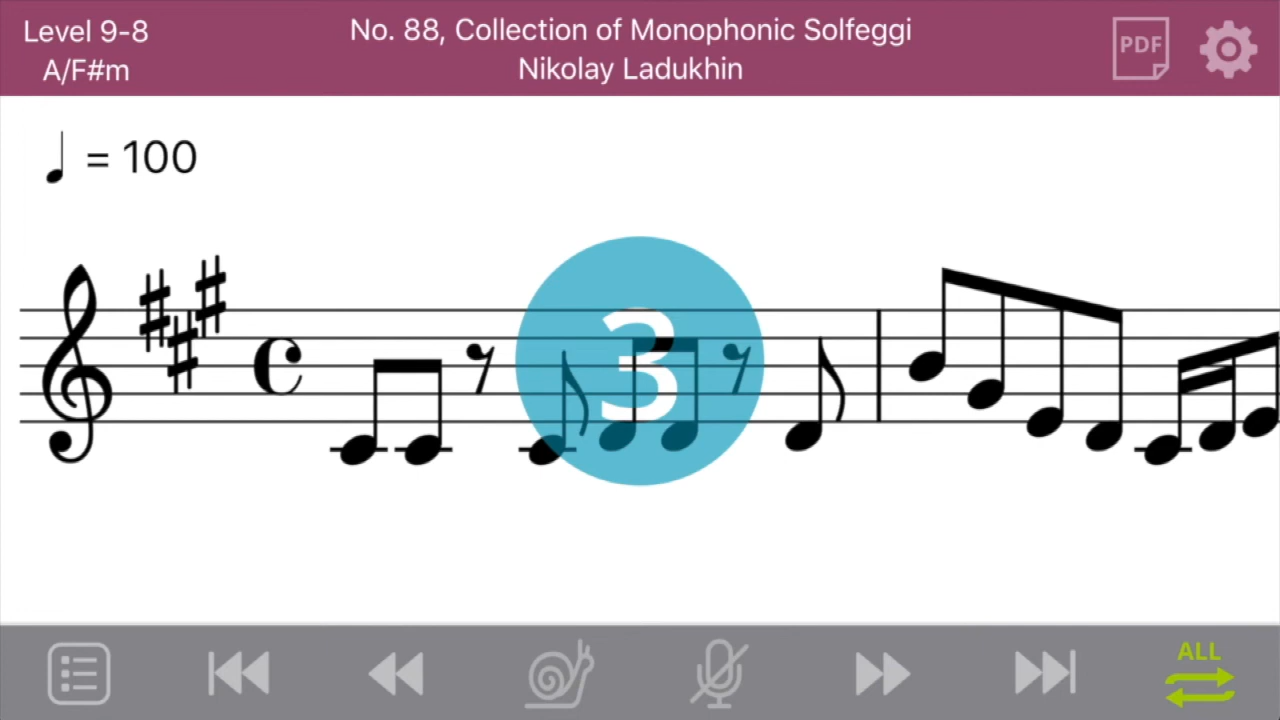 Level 9-8
A/F#m
No. 88, Collection of Monophonic Solfeggi
Nikolay Ladukhin
PDF
= 100
3
ALL